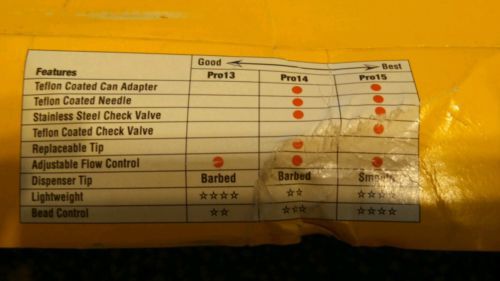 Good Best
Features Pro13 Pro14 Pro15
Teflon Coated Can Adapter
Teflon Coated Needle
Stainless Steel Check Valve
Teflon Coated Check Valve
Replaceable Tip
Adjustable Flow Control
Dispenser Tip Barbed Barbed Smooth
Lightweight ☆☆☆☆ ☆☆ ☆☆☆☆
Bead Control ☆☆ ☆☆☆ ☆☆☆☆